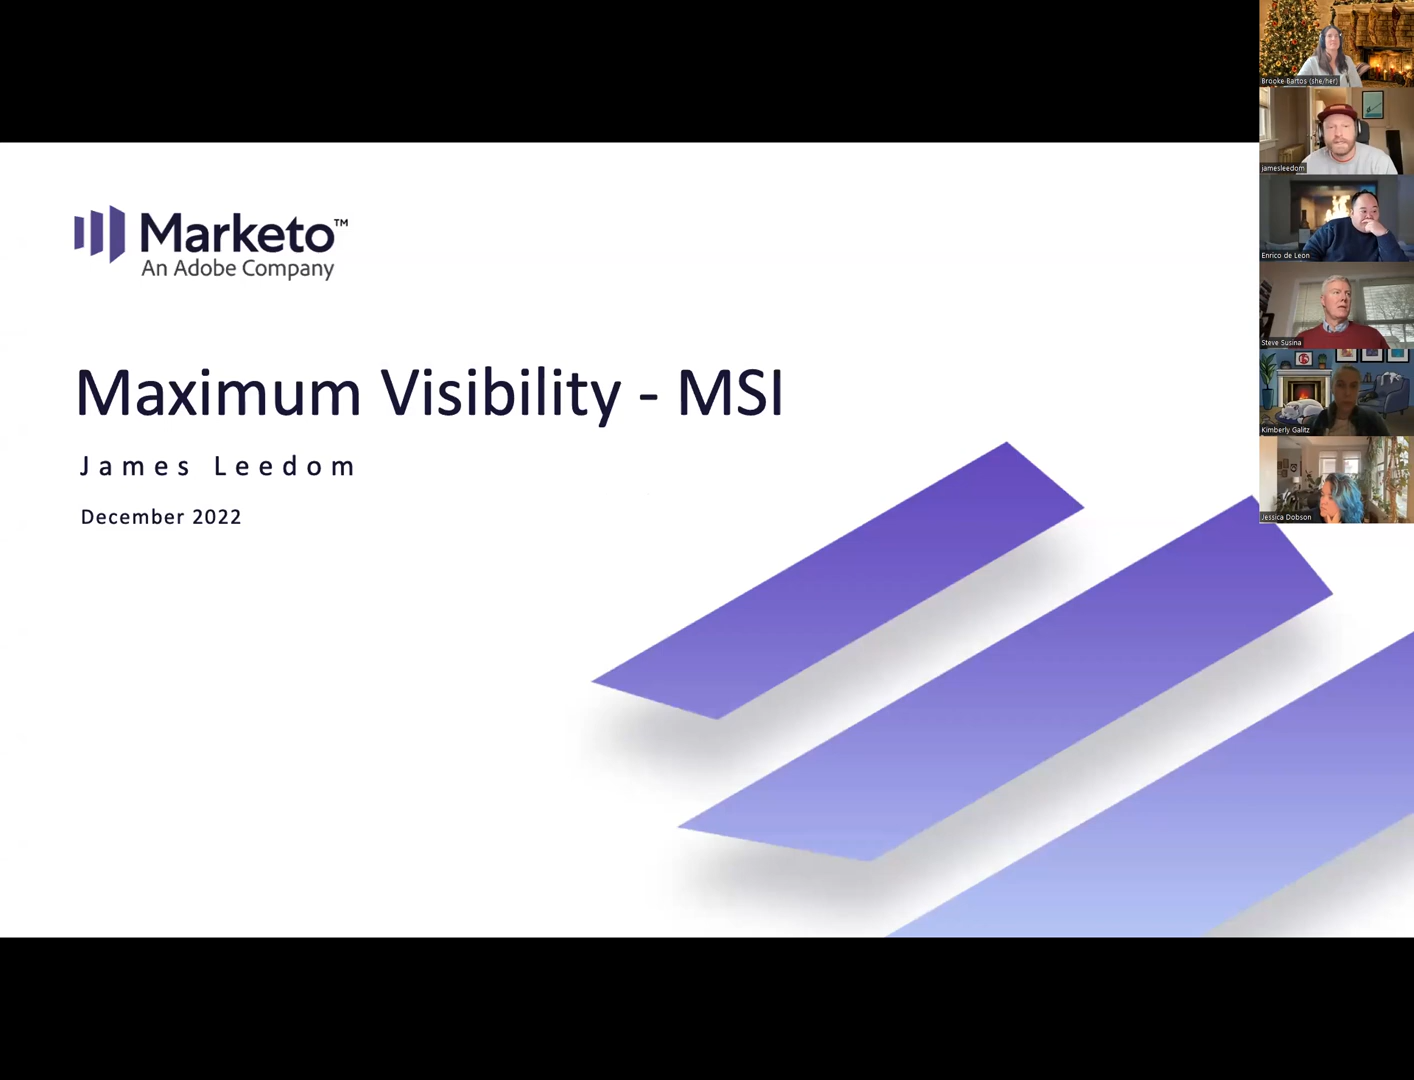 Marketo™
An Adobe Company
Maximum Visibility - MSI
James Leedom
December 2022
Brooke Bartos (she/her)
jamesleedom
Enrico de Leon
Steve Susina
Kimberly Galitz
Jessica Dobson